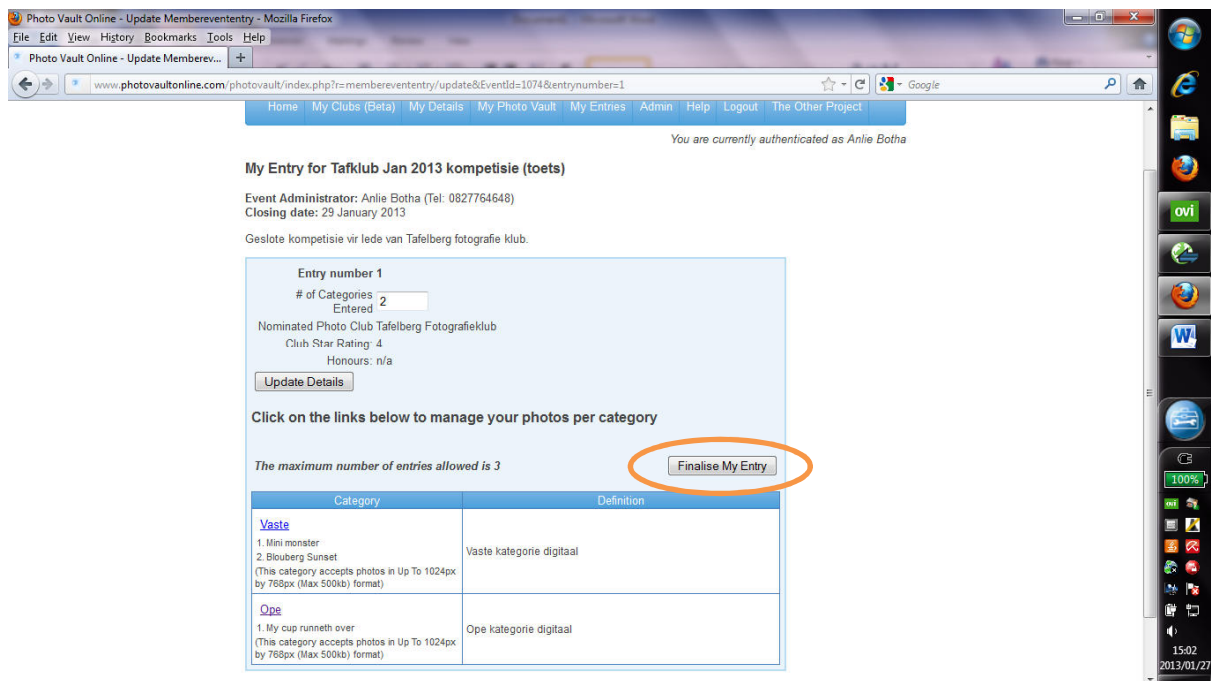 Photo Vault Online - Update Memberevententry - Mozilla Firefox
File Edit View History Bookmarks Tools Help
Photo Vault Online - Update Memberev... +
www.photovaultonline.com/photovault/index.php?r=memberevententry/update&EventId=1074&entrynumber=1
Google
Home My Clubs (Beta) My Details My Photo Vault My Entries Admin Help Logout The Other Project
You are currently authenticated as Anlie Botha
My Entry for Tafklub Jan 2013 kompetisie (toets)
Event Administrator: Anlie Botha (Tel: 0827764648)
Closing date: 29 January 2013
Geslote kompetisie vir lede van Tafelberg fotografie klub.
Entry number 1
# of Categories
Entered 2
Nominated Photo Club Tafelberg Fotografieklub
Club Star Rating: 4
Honours: n/a
Update Details
Click on the links below to manage your photos per category
The maximum number of entries allowed is 3
Finalise My Entry
Category Definition
Vaste
1. Mini monster
2. Blouberg Sunset
(This category accepts photos in Up To 1024px
by 768px (Max 500kb) format)
Vaste kategorie digitaal
Ope
1. My cup runneth over
(This category accepts photos in Up To 1024px
by 768px (Max 500kb) format)
Ope kategorie digitaal
ovi
W
100%
ovi
15:02
2013/01/27